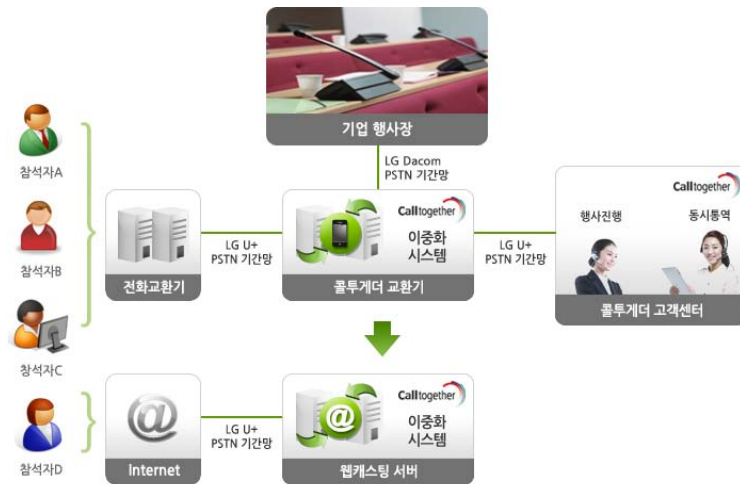 기업 행사장
LG Dacom
PSTN 기간망
참석자A
참석자B
창석자C
참석자D
전화교환기
LG U+
PSTN 기간망
Calltogether
이중화
시스템
콜투게더 교환기
LG U+
PSTN 기간망
Calltogether
행사진행
동시통역
콜투게더 고객센터
@
Internet
LG U+
PSTN 기간망
@
Calltogether
이중화
시스템
웹캐스팅 서버